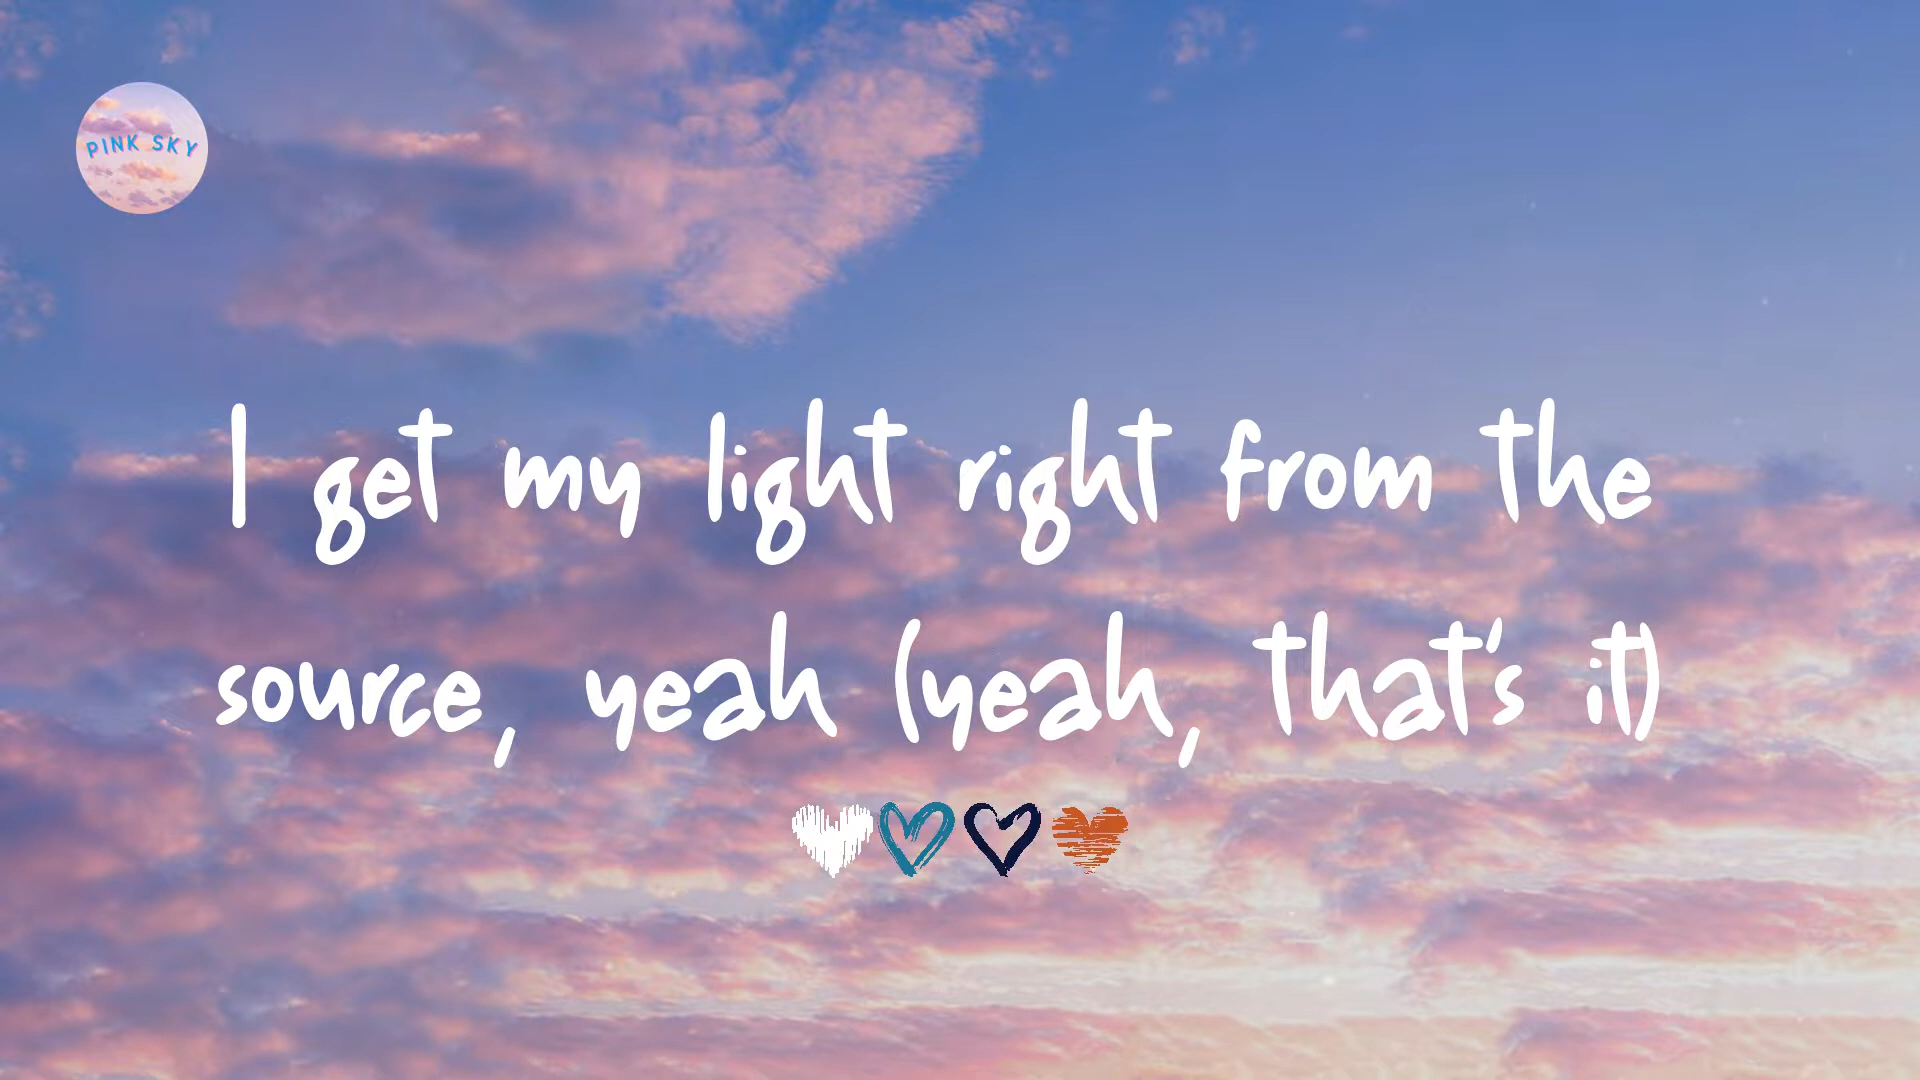 PINK SKY
I get my light right from the
source, yeah (yeah, that's it)